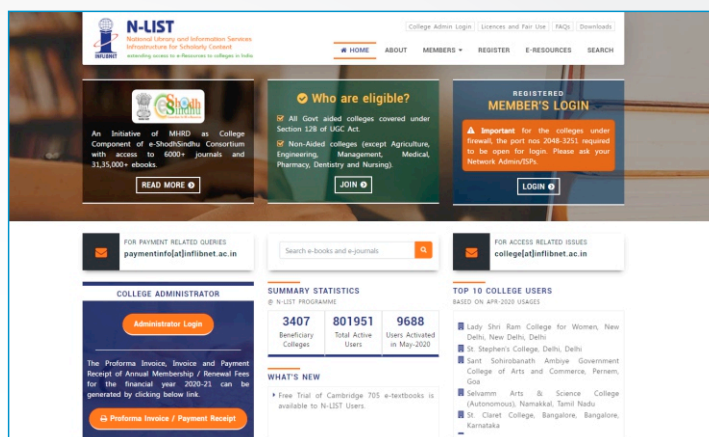 N-LIST
National Library and Information Services
Infrastructure for Scholarly Content
extending access to e-Resources to colleges in India
INFLIBNET
College Admin Login
Licences and Fair Use
FAQs
Downloads
HOME ABOUT MEMBERS REGISTER E-RESOURCES SEARCH
e-ShodhSindhu
An Initiative of MHRD as College
Component of e-ShodhSindhu Consortium
with access to 6000+ journals and
31,35,000+ ebooks.
READ MORE
Who are eligible?
All Govt aided colleges covered under
Section 12B of UGC Act.
Non-Aided colleges (except Agriculture,
Engineering, Management, Medical,
Pharmacy, Dentistry and Nursing).
JOIN
REGISTERED
MEMBER'S LOGIN
Important for the colleges under
firewall, the port nos 2048-3251 required
to be open for login. Please ask your
Network Admin/ISPs.
LOGIN
FOR PAYMENT RELATED QUERIES
paymentinfo[at]inflibnet.ac.in
Search e-books and e-journals
FOR ACCESS RELATED ISSUES
college[at]inflibnet.ac.in
COLLEGE ADMINISTRATOR
Administrator Login
The Proforma Invoice, Invoice and Payment
Receipt of Annual Membership / Renewal Fees
for the financial year 2020-21 can be
generated by clicking below link.
Proforma Invoice / Payment Receipt
SUMMARY STATISTICS
@ N-LIST PROGRAMME
3407
Beneficiary
Colleges
801951
Total Active
Users
9688
Users Activated
in May-2020
WHAT'S NEW
Free Trial of Cambridge 705 e-textbooks is
available to N-LIST Users
TOP 10 COLLEGE USERS
BASED ON APR-2020 USAGES
Lady Shri Ram College for Women, New
Delhi, New Delhi, Delhi
St. Stephen's College, Delhi, Delhi
Sant Sohirobanath Ambiye Government
College of Arts and Commerce, Pernem,
Goa
Selvamm Arts & Science College
(Autonomous), Namakkal, Tamil Nadu
St. Claret College, Bangalore, Bangalore,
Karnataka